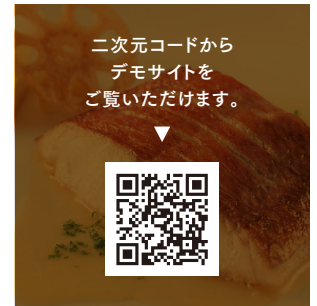 二次元コードから
デモサイトを
ご覧いただけます。
▼